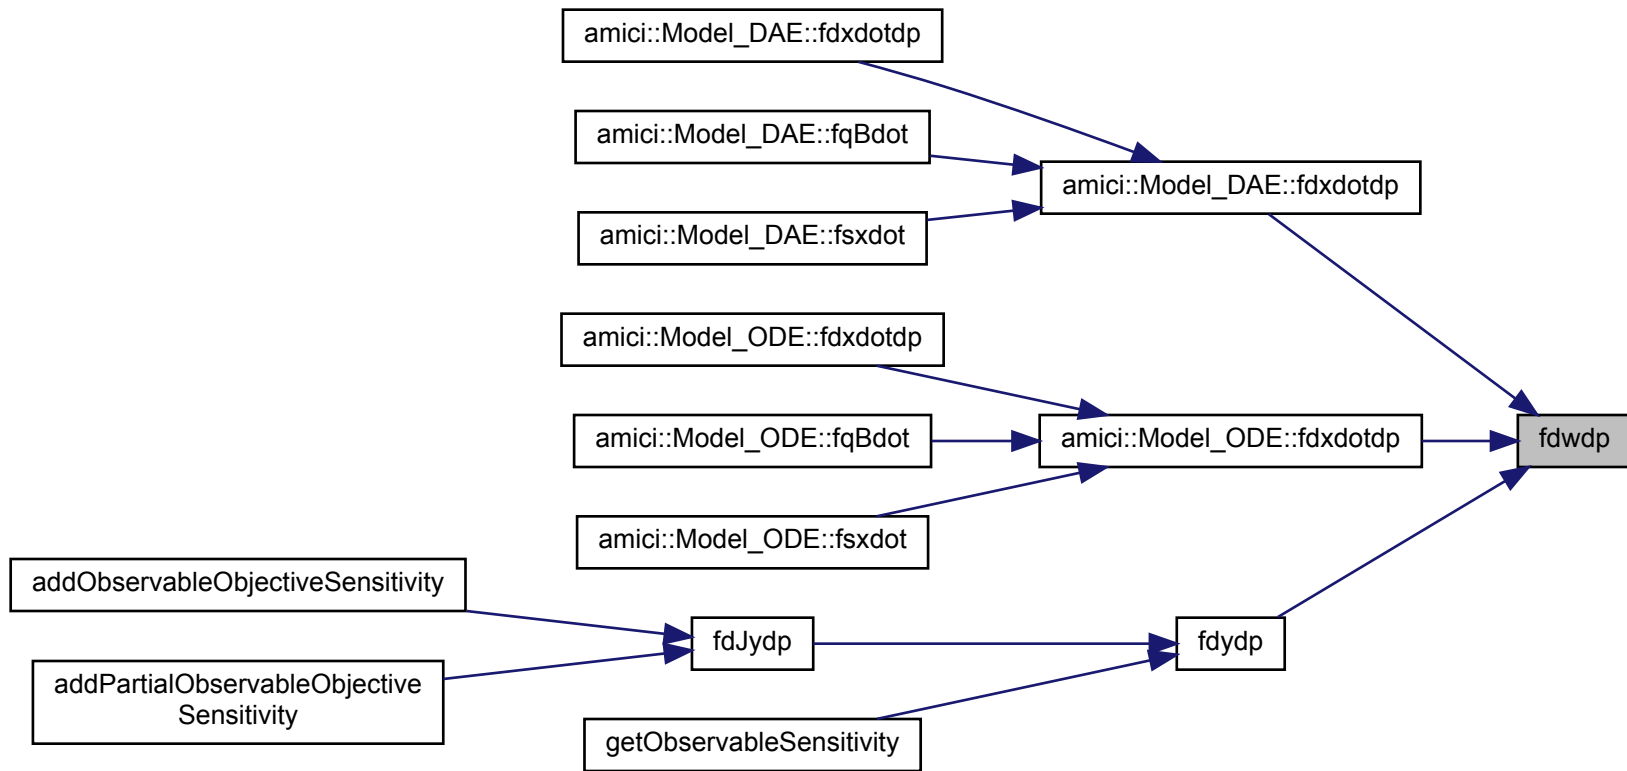 amici::Model_DAE::fdxdotdp
amici::Model_DAE::fqBdot
amici::Model_DAE::fdxdotdp
amici::Model_DAE::fsxdot
amici::Model_ODE::fdxdotdp
amici::Model_ODE::fqBdot
amici::Model_ODE::fdxdotdp
fdwdp
amici::Model_ODE::fsxdot
addObservableObjectiveSensitivity
fdJydp
fdydp
addPartialObservableObjective
Sensitivity
getObservableSensitivity